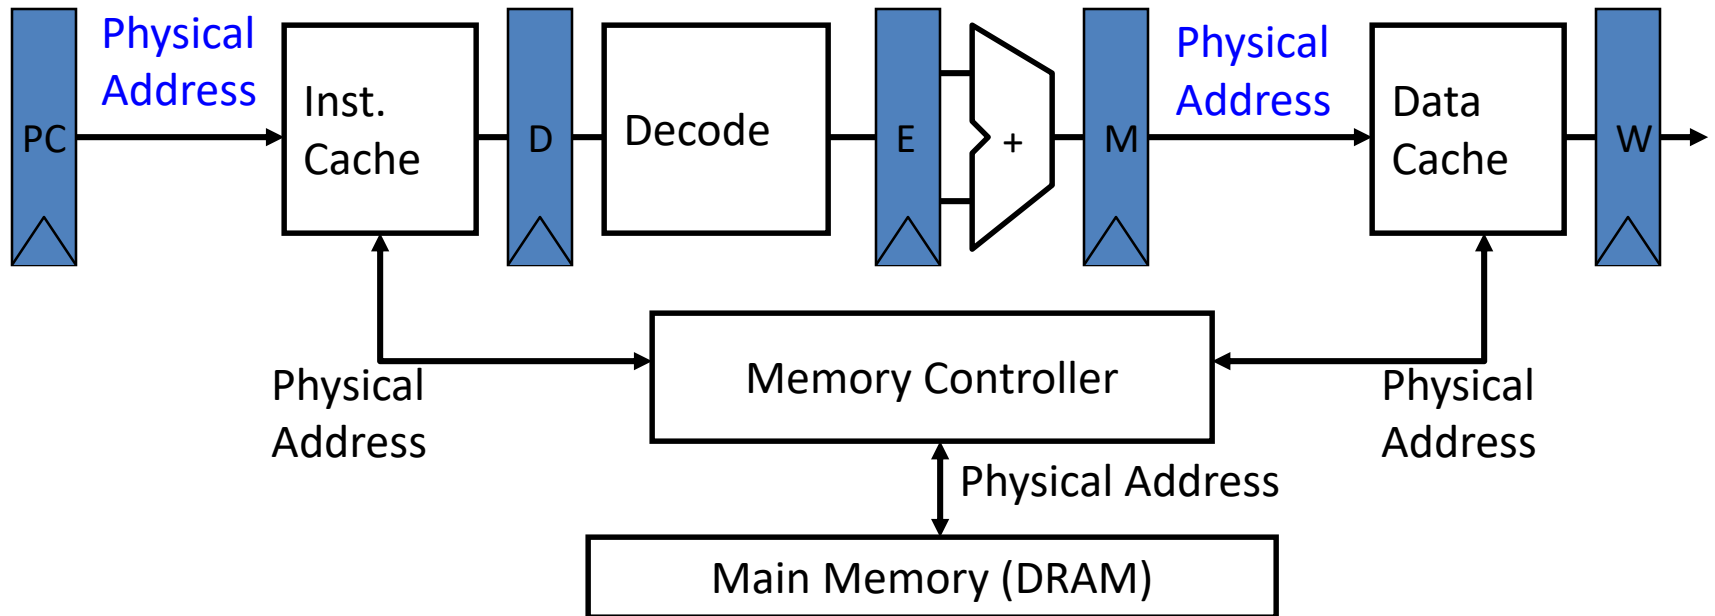 PC
Physical
Address
Inst.
Cache
D
Decode
E
+
M
Physical
Address
Data
Cache
W
Physical
Address
Memory Controller
Physical
Address
Physical Address
Main Memory (DRAM)